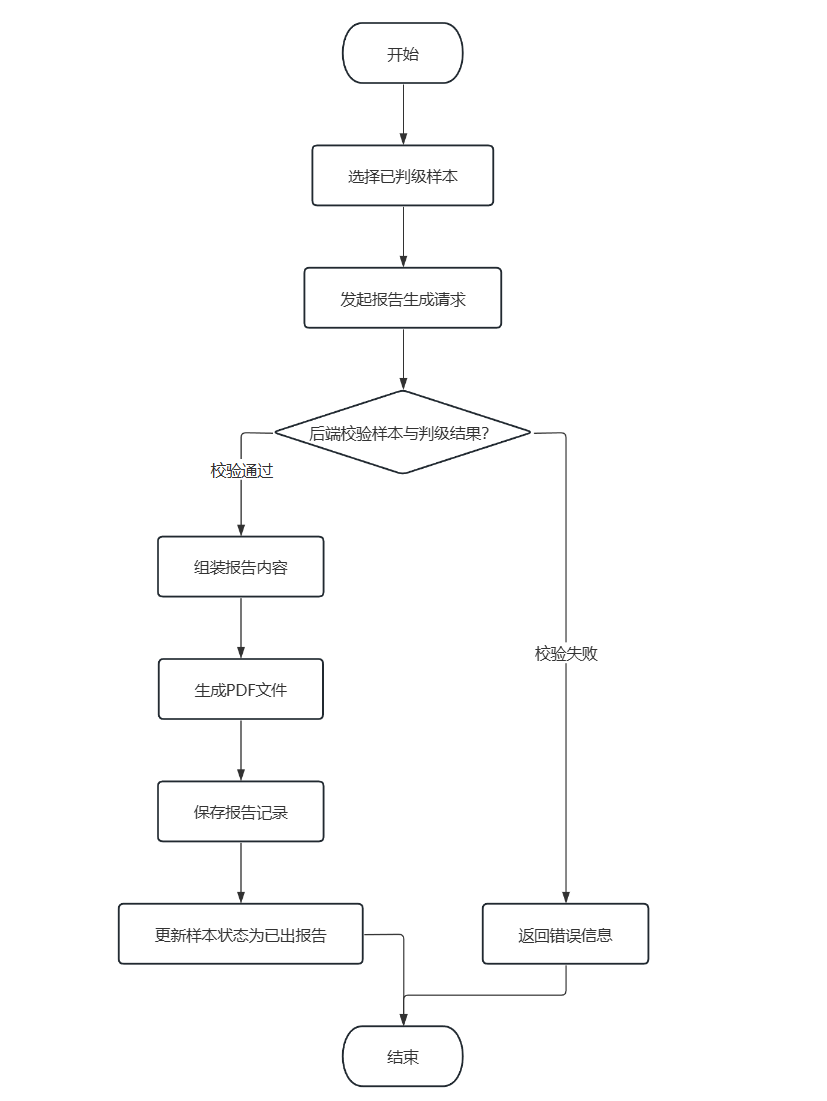 开始
选择已判级样本
发起报告生成请求
后端校验样本与判级结果?
校验通过
组装报告内容
生成PDF文件
校验失败
保存报告记录
更新样本状态为已出报告
返回错误信息
结束